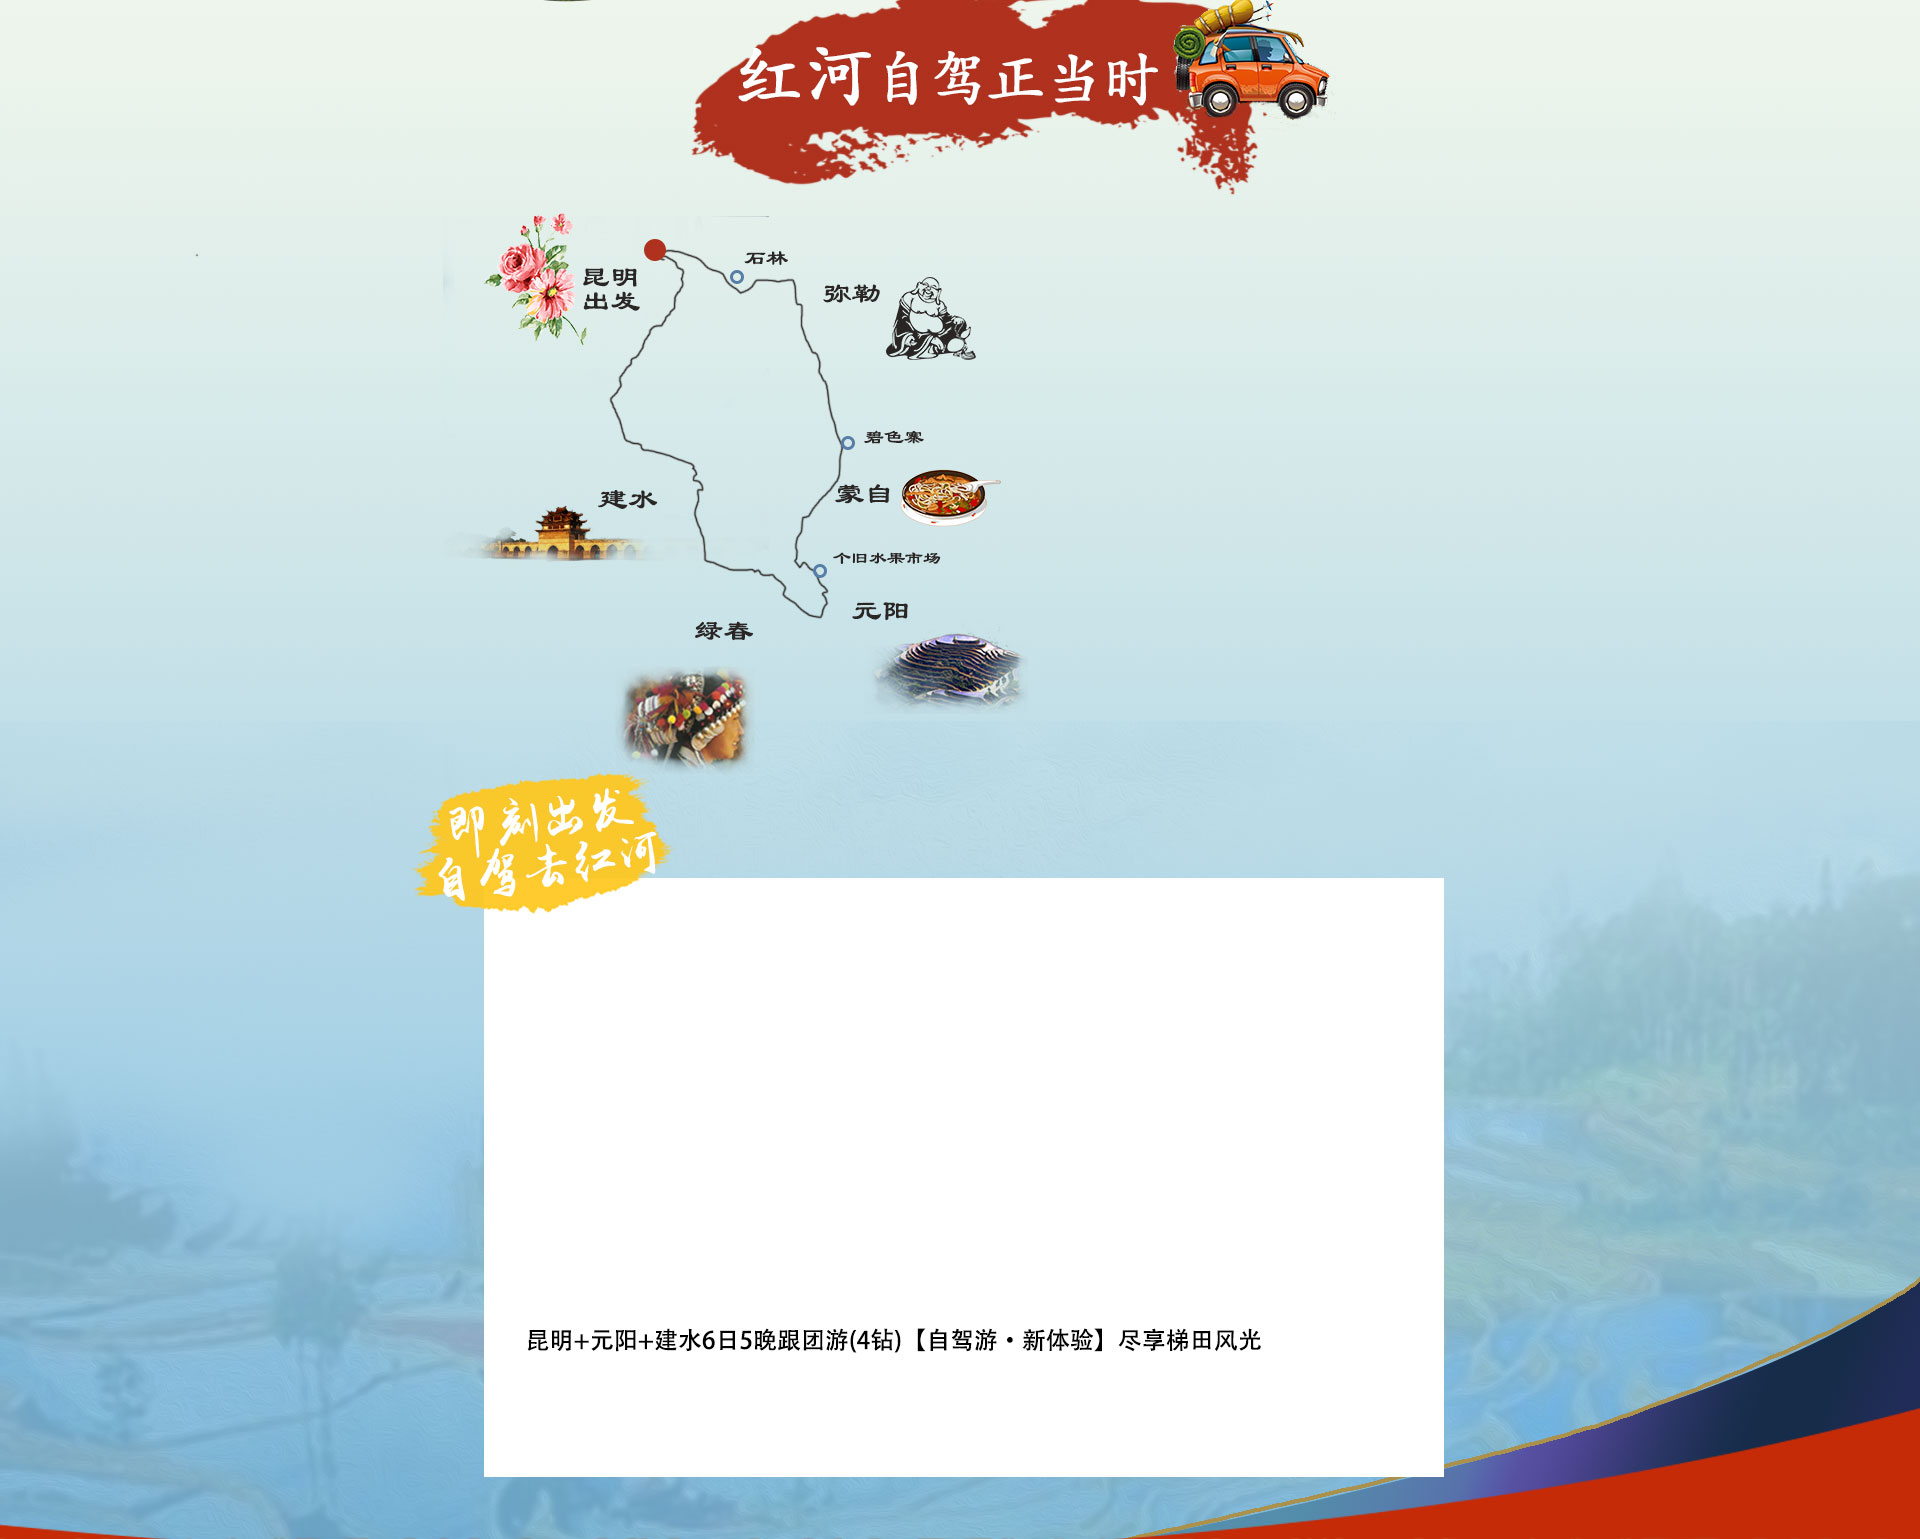 红河自驾正当时
石林
昆明
出发
弥勒
碧色寨
蒙自
建水
个旧水果市场
元阳
绿春
即刻出发
自驾去红河
昆明+元阳+建水6日5晚跟团游(4钻)【自驾游·新体验】尽享梯田风光